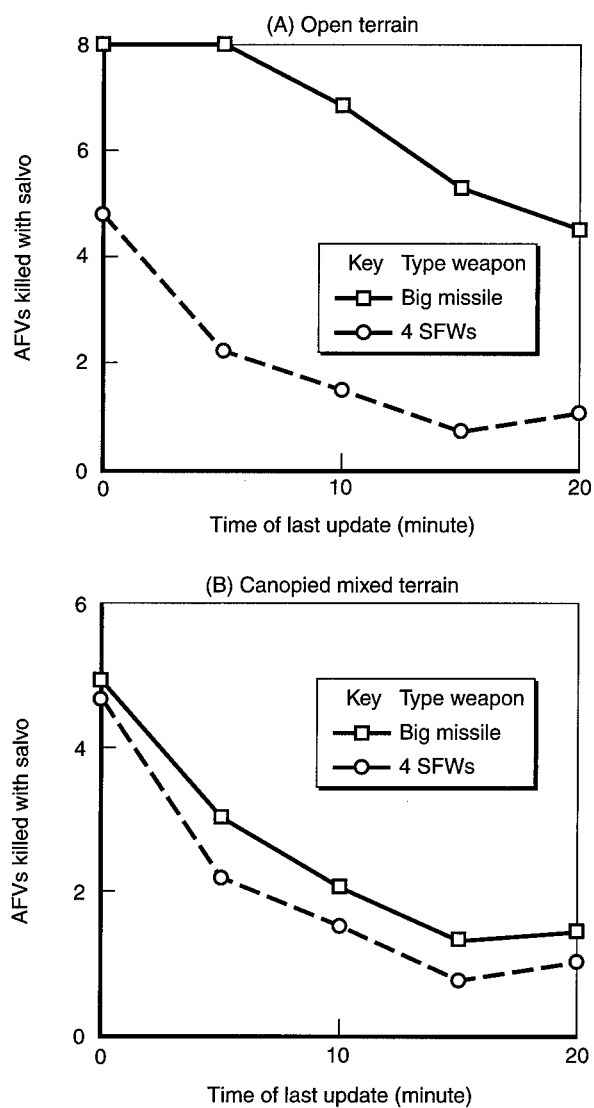 (A) Open terrain
8
6
4
2
0
0
10
20
AFVs killed with salvo
Key Type weapon
Big missile
4 SFWs
Time of last update (minute)
(B) Canopied mixed terrain
6
4
2
0
0
10
20
AFVs killed with salvo
Key Type weapon
Big missile
4 SFWs
Time of last update (minute)